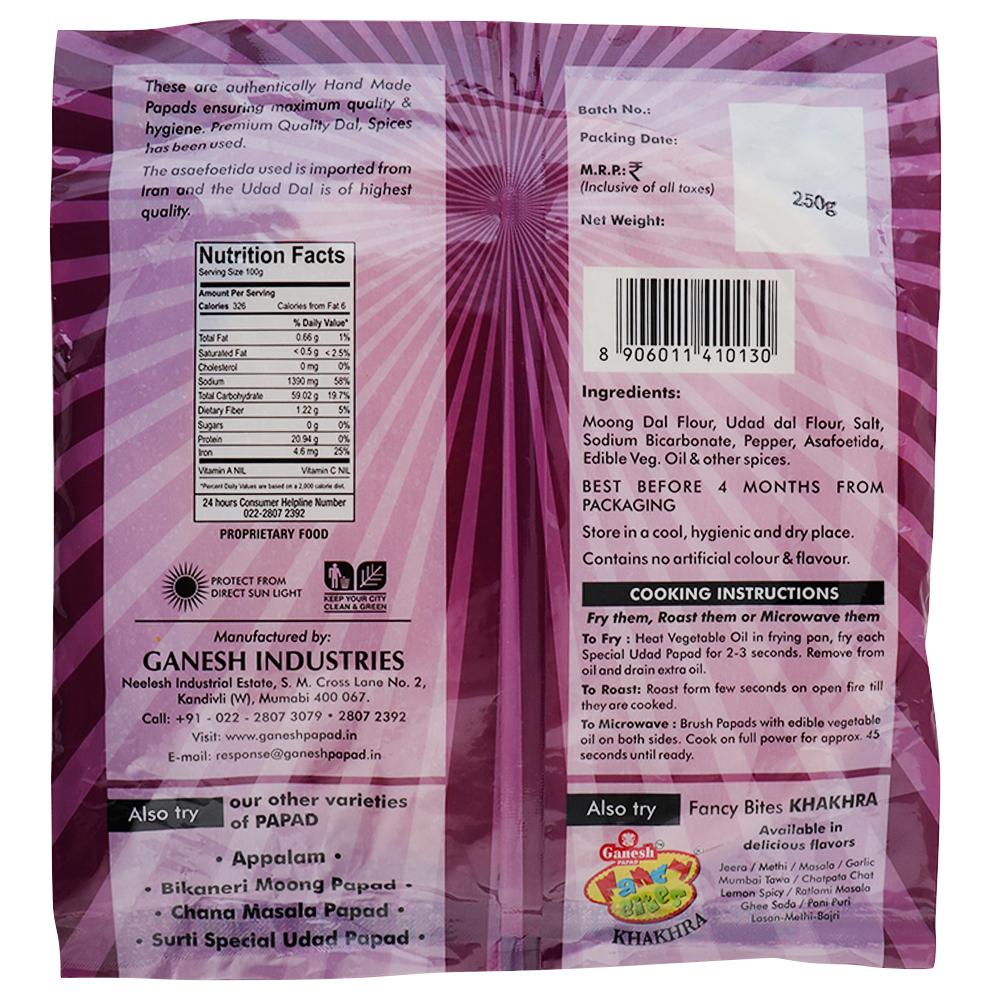 These are authentically Hand Made
Papads ensuring maximum quality &
hygiene. Premium Quality Dal, Spices
has been used.
The asaefoetida used is imported from
Iran and the Udad Dal is of highest
quality.
Nutrition Facts
Serving Size 100g
Amount Per Serving
Calories 326 Calories from Fat 6
% Daily Value*
Total Fat 0.66 g 1%
Saturated Fat < 0.5 g < 2.5%
Cholesterol 0 mg 0%
Sodium 1390 mg 58%
Total Carbohydrate 59.02 g 19.7%
Dietary Fiber 1.22 g 5%
Sugars 0 g 0%
Protein 20.94 g 0%
Iron 4.6 mg 25%
Vitamin A NIL Vitamin C NIL
*Percent Daily Values are based on a 2,000 calorie diet.
24 hours Consumer Helpline Number
022-2807 2392
PROPRIETARY FOOD
PROTECT FROM
DIRECT SUN LIGHT
KEEP YOUR CITY
CLEAN & GREEN
Manufactured by:
GANESH INDUSTRIES
Neelesh Industrial Estate, S. M. Cross Lane No. 2,
Kandivli (W), Mumabi 400 067.
Call: +91 - 022 - 2807 3079 • 2807 2392
Visit: www.ganeshpapad.in
E-mail: response@ganeshpapad.in
Also try our other varieties
of PAPAD
• Appalam •
• Bikaneri Moong Papad •
• Chana Masala Papad •
• Surti Special Udad Papad •
Batch No.:
Packing Date:
M.R.P.: ₹
(Inclusive of all taxes)
Net Weight:
250g
8 906011 410130
Ingredients:
Moong Dal Flour, Udad dal Flour, Salt,
Sodium Bicarbonate, Pepper, Asafoetida,
Edible Veg. Oil & other spices.
BEST BEFORE 4 MONTHS FROM
PACKAGING
Store in a cool, hygienic and dry place.
Contains no artificial colour & flavour.
COOKING INSTRUCTIONS
Fry them, Roast them or Microwave them
To Fry : Heat Vegetable Oil in frying pan, fry each
Special Udad Papad for 2-3 seconds. Remove from
oil and drain extra oil.
To Roast: Roast form few seconds on open fire till
they are cooked.
To Microwave : Brush Papads with edible vegetable
oil on both sides. Cook on full power for approx. 45
seconds until ready.
Also try Fancy Bites KHAKHRA
Ganesh
PAPAD
Fancy
Bites
KHAKHRA
Available in
delicious flavors
Jeera / Methi / Masala / Garlic
Mumbai Tawa / Chatpata Chat
Lemon Spicy / Ratlami Masala
Ghee Soda / Pani Puri
Lasan-Methi-Bajri